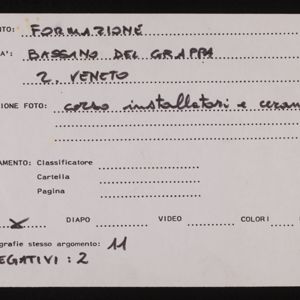 NTO: FORMAZIONE
A': BASSANO DEL GRAPPA
2. VENETO
IONE FOTO: corso installatori e ceram
AMENTO: Classificatore
Cartella
Pagina
X DIAPO VIDEO COLORI
grafie stesso argomento: 11
EGATIVI: 2